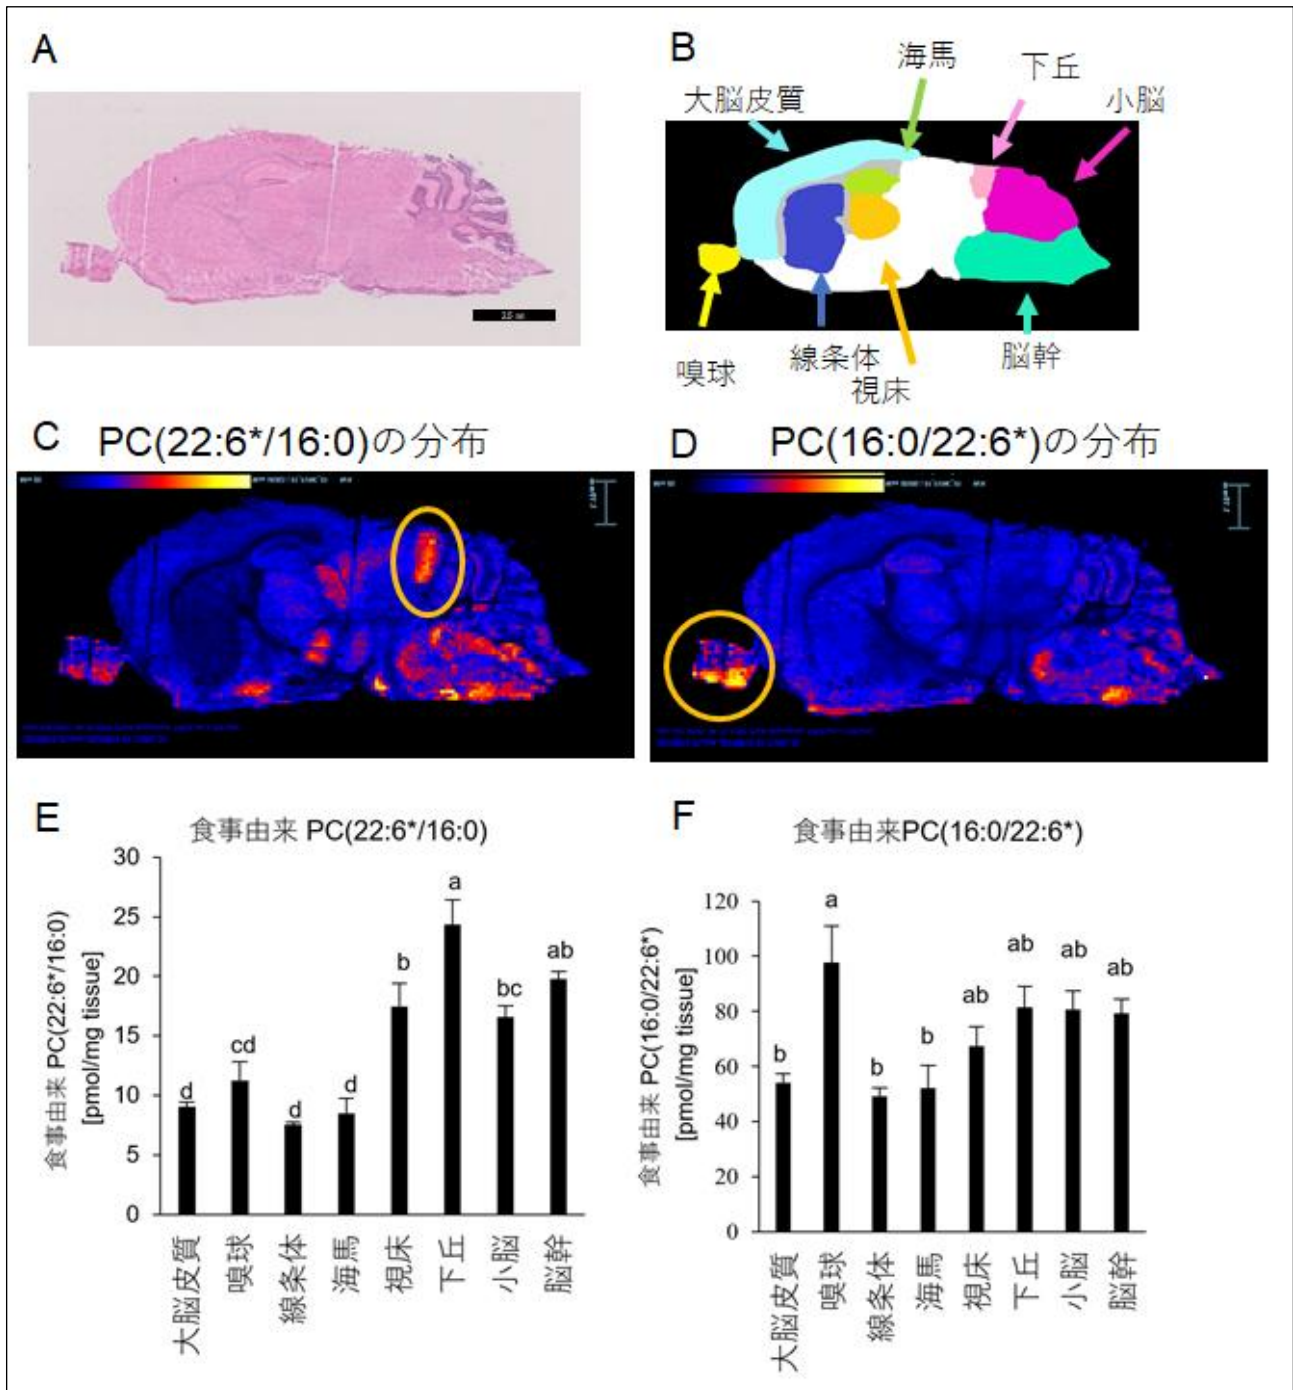 A
B
海馬
下丘
大脳皮質
小脳
嗅球
線条体
視床
脳幹
C PC(22:6*/16:0)の分布
D PC(16:0/22:6*)の分布
E
食事由来 PC(22:6*/16:0)
食事由来 PC(22:6*/16:0)
[pmol/mg tissue]
30
25
20
15
10
5
0
d
cd
d
d
b
a
bc
ab
大脳皮質
嗅球
線条体
海馬
視床
下丘
小脳
脳幹
F
食事由来PC(16:0/22:6*)
食事由来 PC(16:0/22:6*)
[pmol/mg tissue]
120
100
80
60
40
20
0
b
a
b
b
ab
ab
ab
ab
大脳皮質
嗅球
線条体
海馬
視床
下丘
小脳
脳幹